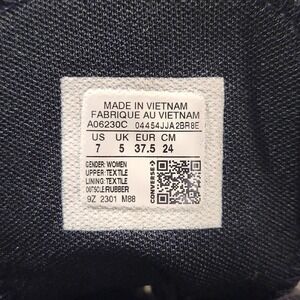 MADE IN VIETNAM
FABRIQUE AU VIETNAM
A06230C 04454JJA2BR8E
US UK EUR CM
7 5 37.5 24
GENDER: WOMEN
UPPER: TEXTILE
LINING: TEXTILE
OUTSOLE: RUBBER
9Z 2301 M88
CONVERSE